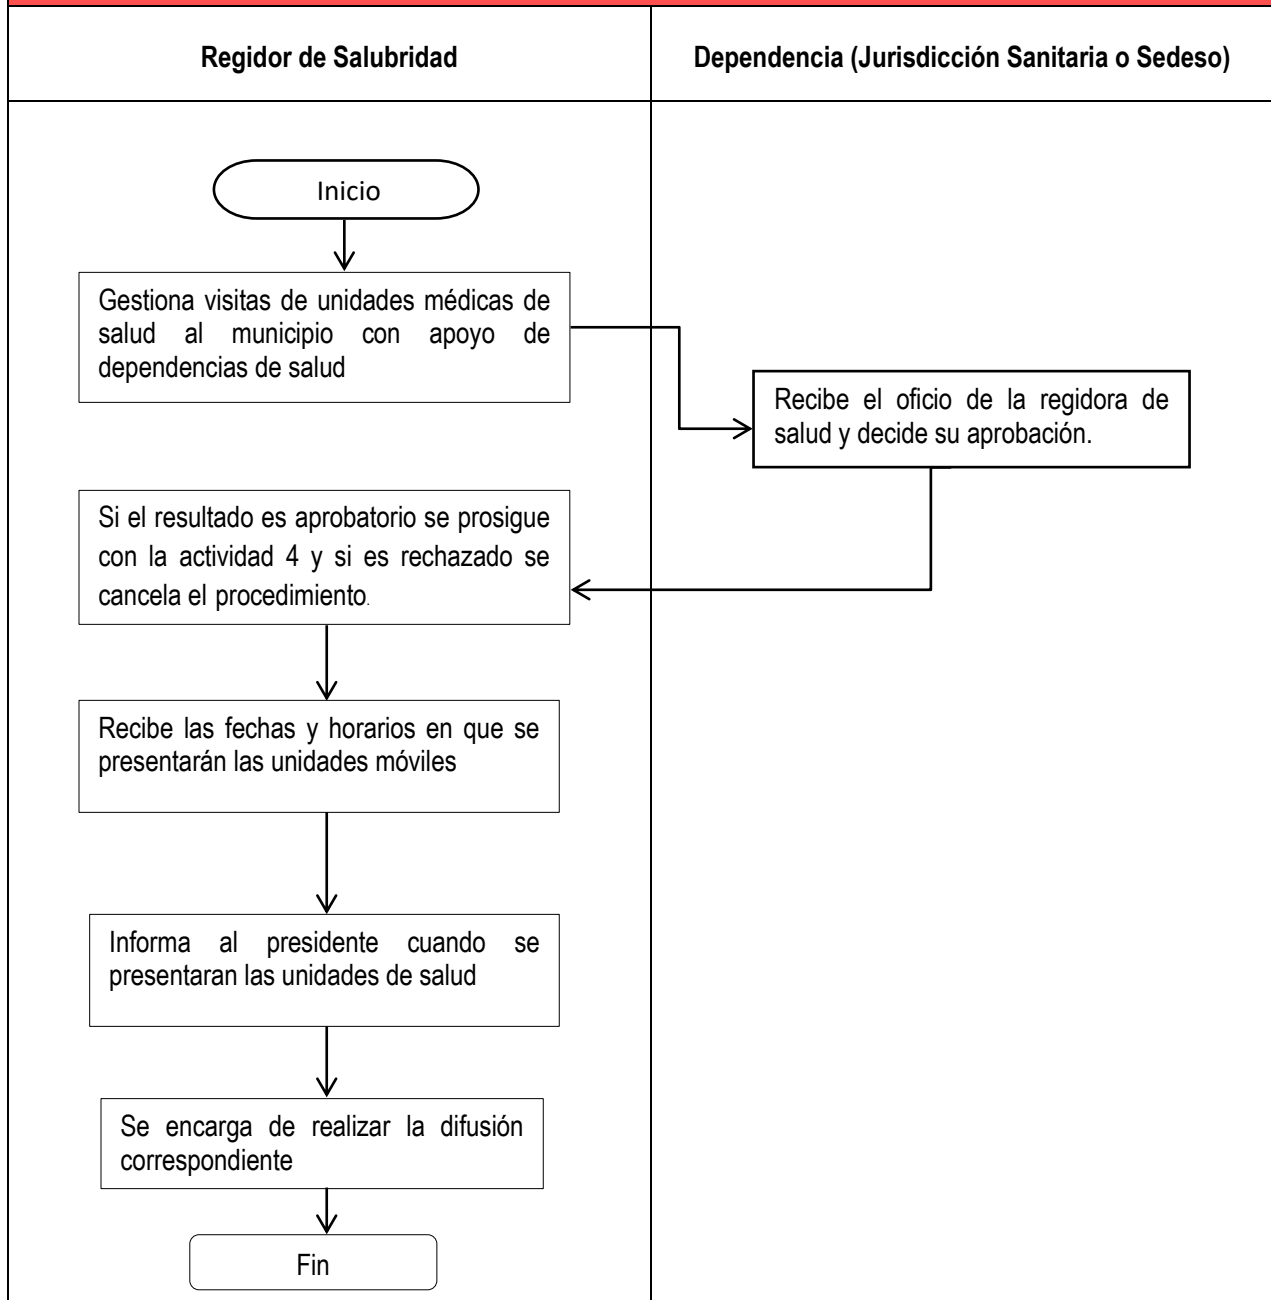 Regidor de Salubridad
Dependencia (Jurisdicción Sanitaria o Sedeso)
Inicio
Gestiona visitas de unidades médicas de
salud al municipio con apoyo de
dependencias de salud
Recibe el oficio de la regidora de
salud y decide su aprobación.
Si el resultado es aprobatorio se prosigue
con la actividad 4 y si es rechazado se
cancela el procedimiento.
Recibe las fechas y horarios en que se
presentarán las unidades móviles
Informa al presidente cuando se
presentaran las unidades de salud
Se encarga de realizar la difusión
correspondiente
Fin